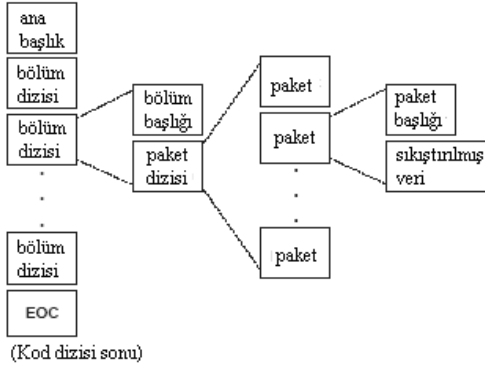 ana
başlık
bölüm
dizisi
bölüm
dizisi
bölüm
dizisi
EOC
(Kod dizisi sonu)
bölüm
başlığı
paket
dizisi
paket
paket
paket
paket
başlığı
sıkıştırılmış
veri